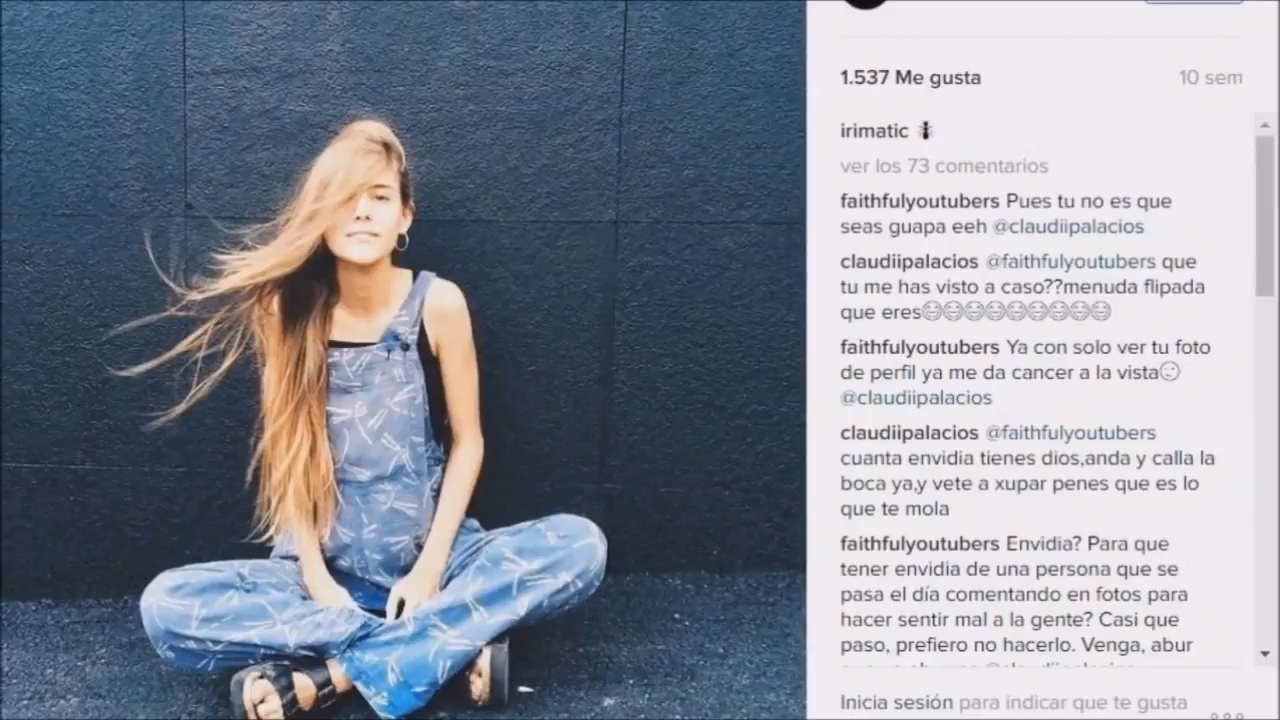 1.537 Me gusta
10 sem
irimatic
ver los 73 comentarios
faithfulyoutubers Pues tu no es que
seas guapa eeh @claudiipalacios
claudiipalacios @faithfulyoutubers que
tu me has visto a caso??menuda flipada
que eres😂😂😂😂😂😂😂😂😂
faithfulyoutubers Ya con solo ver tu foto
de perfil ya me da cancer a la vista
@claudiipalacios
claudiipalacios @faithfulyoutubers
cuanta envidia tienes dios,anda y calla la
boca ya,y vete a xupar penes que es lo
que te mola
faithfulyoutubers Envidia? Para que
tener envidia de una persona que se
pasa el día comentando en fotos para
hacer sentir mal a la gente? Casi que
paso, prefiero no hacerlo. Venga, abur
Inicia sesión para indicar que te gusta